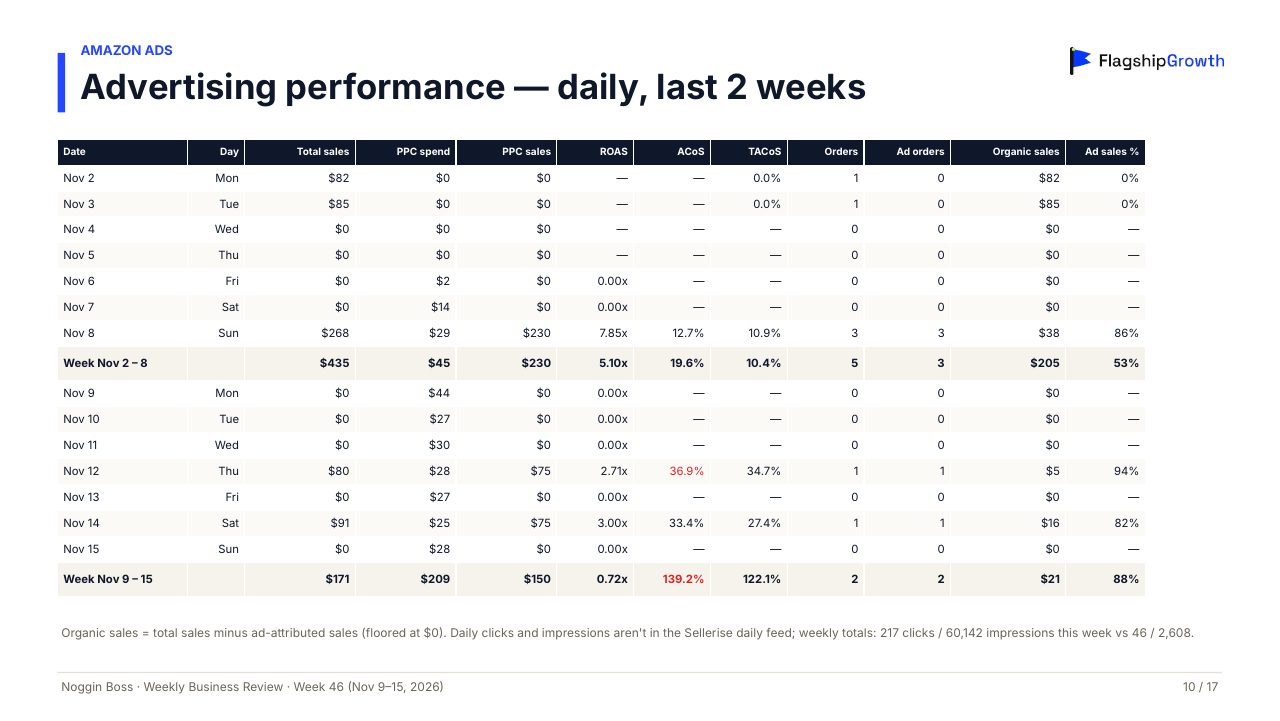 AMAZON ADS
Advertising performance — daily, last 2 weeks
FlagshipGrowth
Date Day Total sales PPC spend PPC sales ROAS ACoS TACoS Orders Ad orders Organic sales Ad sales %
Nov 2 Mon $82 $0 $0 — — 0.0% 1 0 $82 0%
Nov 3 Tue $85 $0 $0 — — 0.0% 1 0 $85 0%
Nov 4 Wed $0 $0 $0 — — — 0 0 $0 —
Nov 5 Thu $0 $0 $0 — — — 0 0 $0 —
Nov 6 Fri $0 $2 $0 0.00x — — 0 0 $0 —
Nov 7 Sat $0 $14 $0 0.00x — — 0 0 $0 —
Nov 8 Sun $268 $29 $230 7.85x 12.7% 10.9% 3 3 $38 86%
Week Nov 2 – 8 $435 $45 $230 5.10x 19.6% 10.4% 5 3 $205 53%
Nov 9 Mon $0 $44 $0 0.00x — — 0 0 $0 —
Nov 10 Tue $0 $27 $0 0.00x — — 0 0 $0 —
Nov 11 Wed $0 $30 $0 0.00x — — 0 0 $0 —
Nov 12 Thu $80 $28 $75 2.71x 36.9% 34.7% 1 1 $5 94%
Nov 13 Fri $0 $27 $0 0.00x — — 0 0 $0 —
Nov 14 Sat $91 $25 $75 3.00x 33.4% 27.4% 1 1 $16 82%
Nov 15 Sun $0 $28 $0 0.00x — — 0 0 $0 —
Week Nov 9 – 15 $171 $209 $150 0.72x 139.2% 122.1% 2 2 $21 88%
Organic sales = total sales minus ad-attributed sales (floored at $0). Daily clicks and impressions aren't in the Sellerise daily feed; weekly totals: 217 clicks / 60,142 impressions this week vs 46 / 2,608.
Noggin Boss · Weekly Business Review · Week 46 (Nov 9–15, 2026)
10 / 17